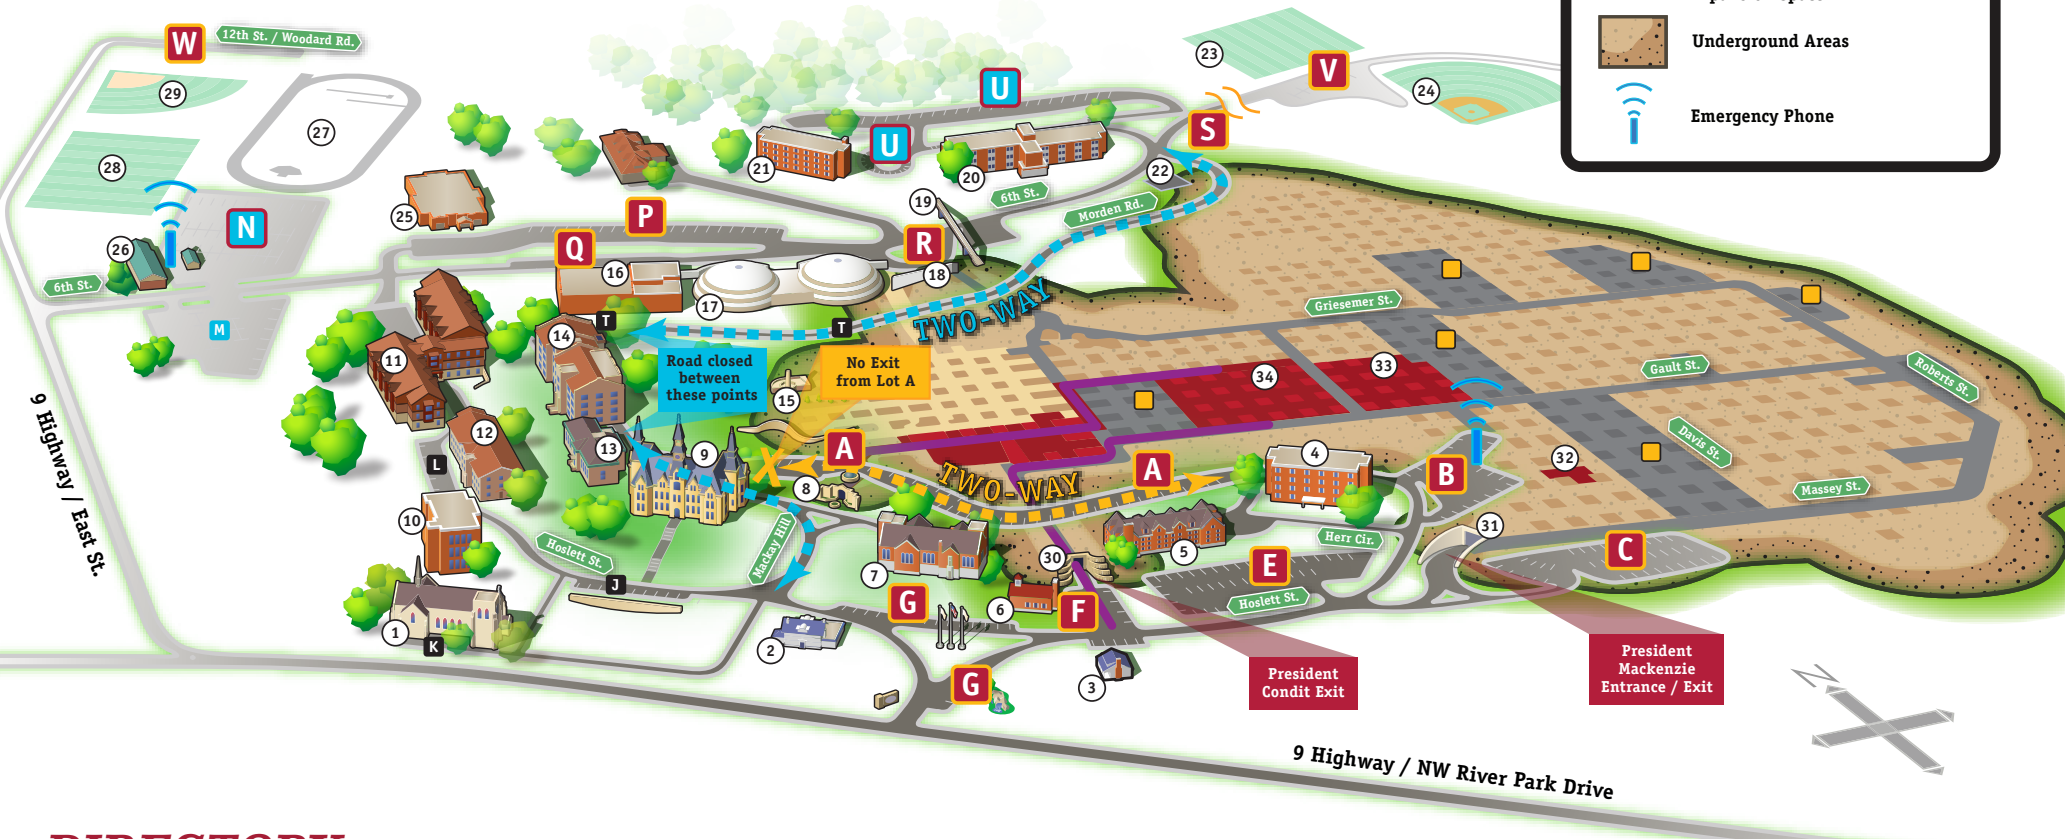 Underground Areas
Emergency Phone
W
12th St. / Woodard Rd.
29
27
28
N
26
6th St.
M
25
P
Q
16
17
T
T
21
U
U
20
19
R
18
6th St.
Morden Rd.
22
S
23
V
24
TWO-WAY
Road closed
between
these points
No Exit
from Lot A
14
11
12
13
15
9
8
L
10
Hoslett St.
J
1
K
Mackay Hill
2
7
G
G
6
3
F
30
5
4
A
TWO-WAY
A
E
Hoslett St.
Herr Cir.
B
31
C
32
33
34
Griesemer St.
Gault St.
Roberts St.
Davis St.
Massey St.
President
Condit Exit
President
Mackenzie
Entrance / Exit
N
9 Highway / East St.
9 Highway / NW River Park Drive
DIRECTORY